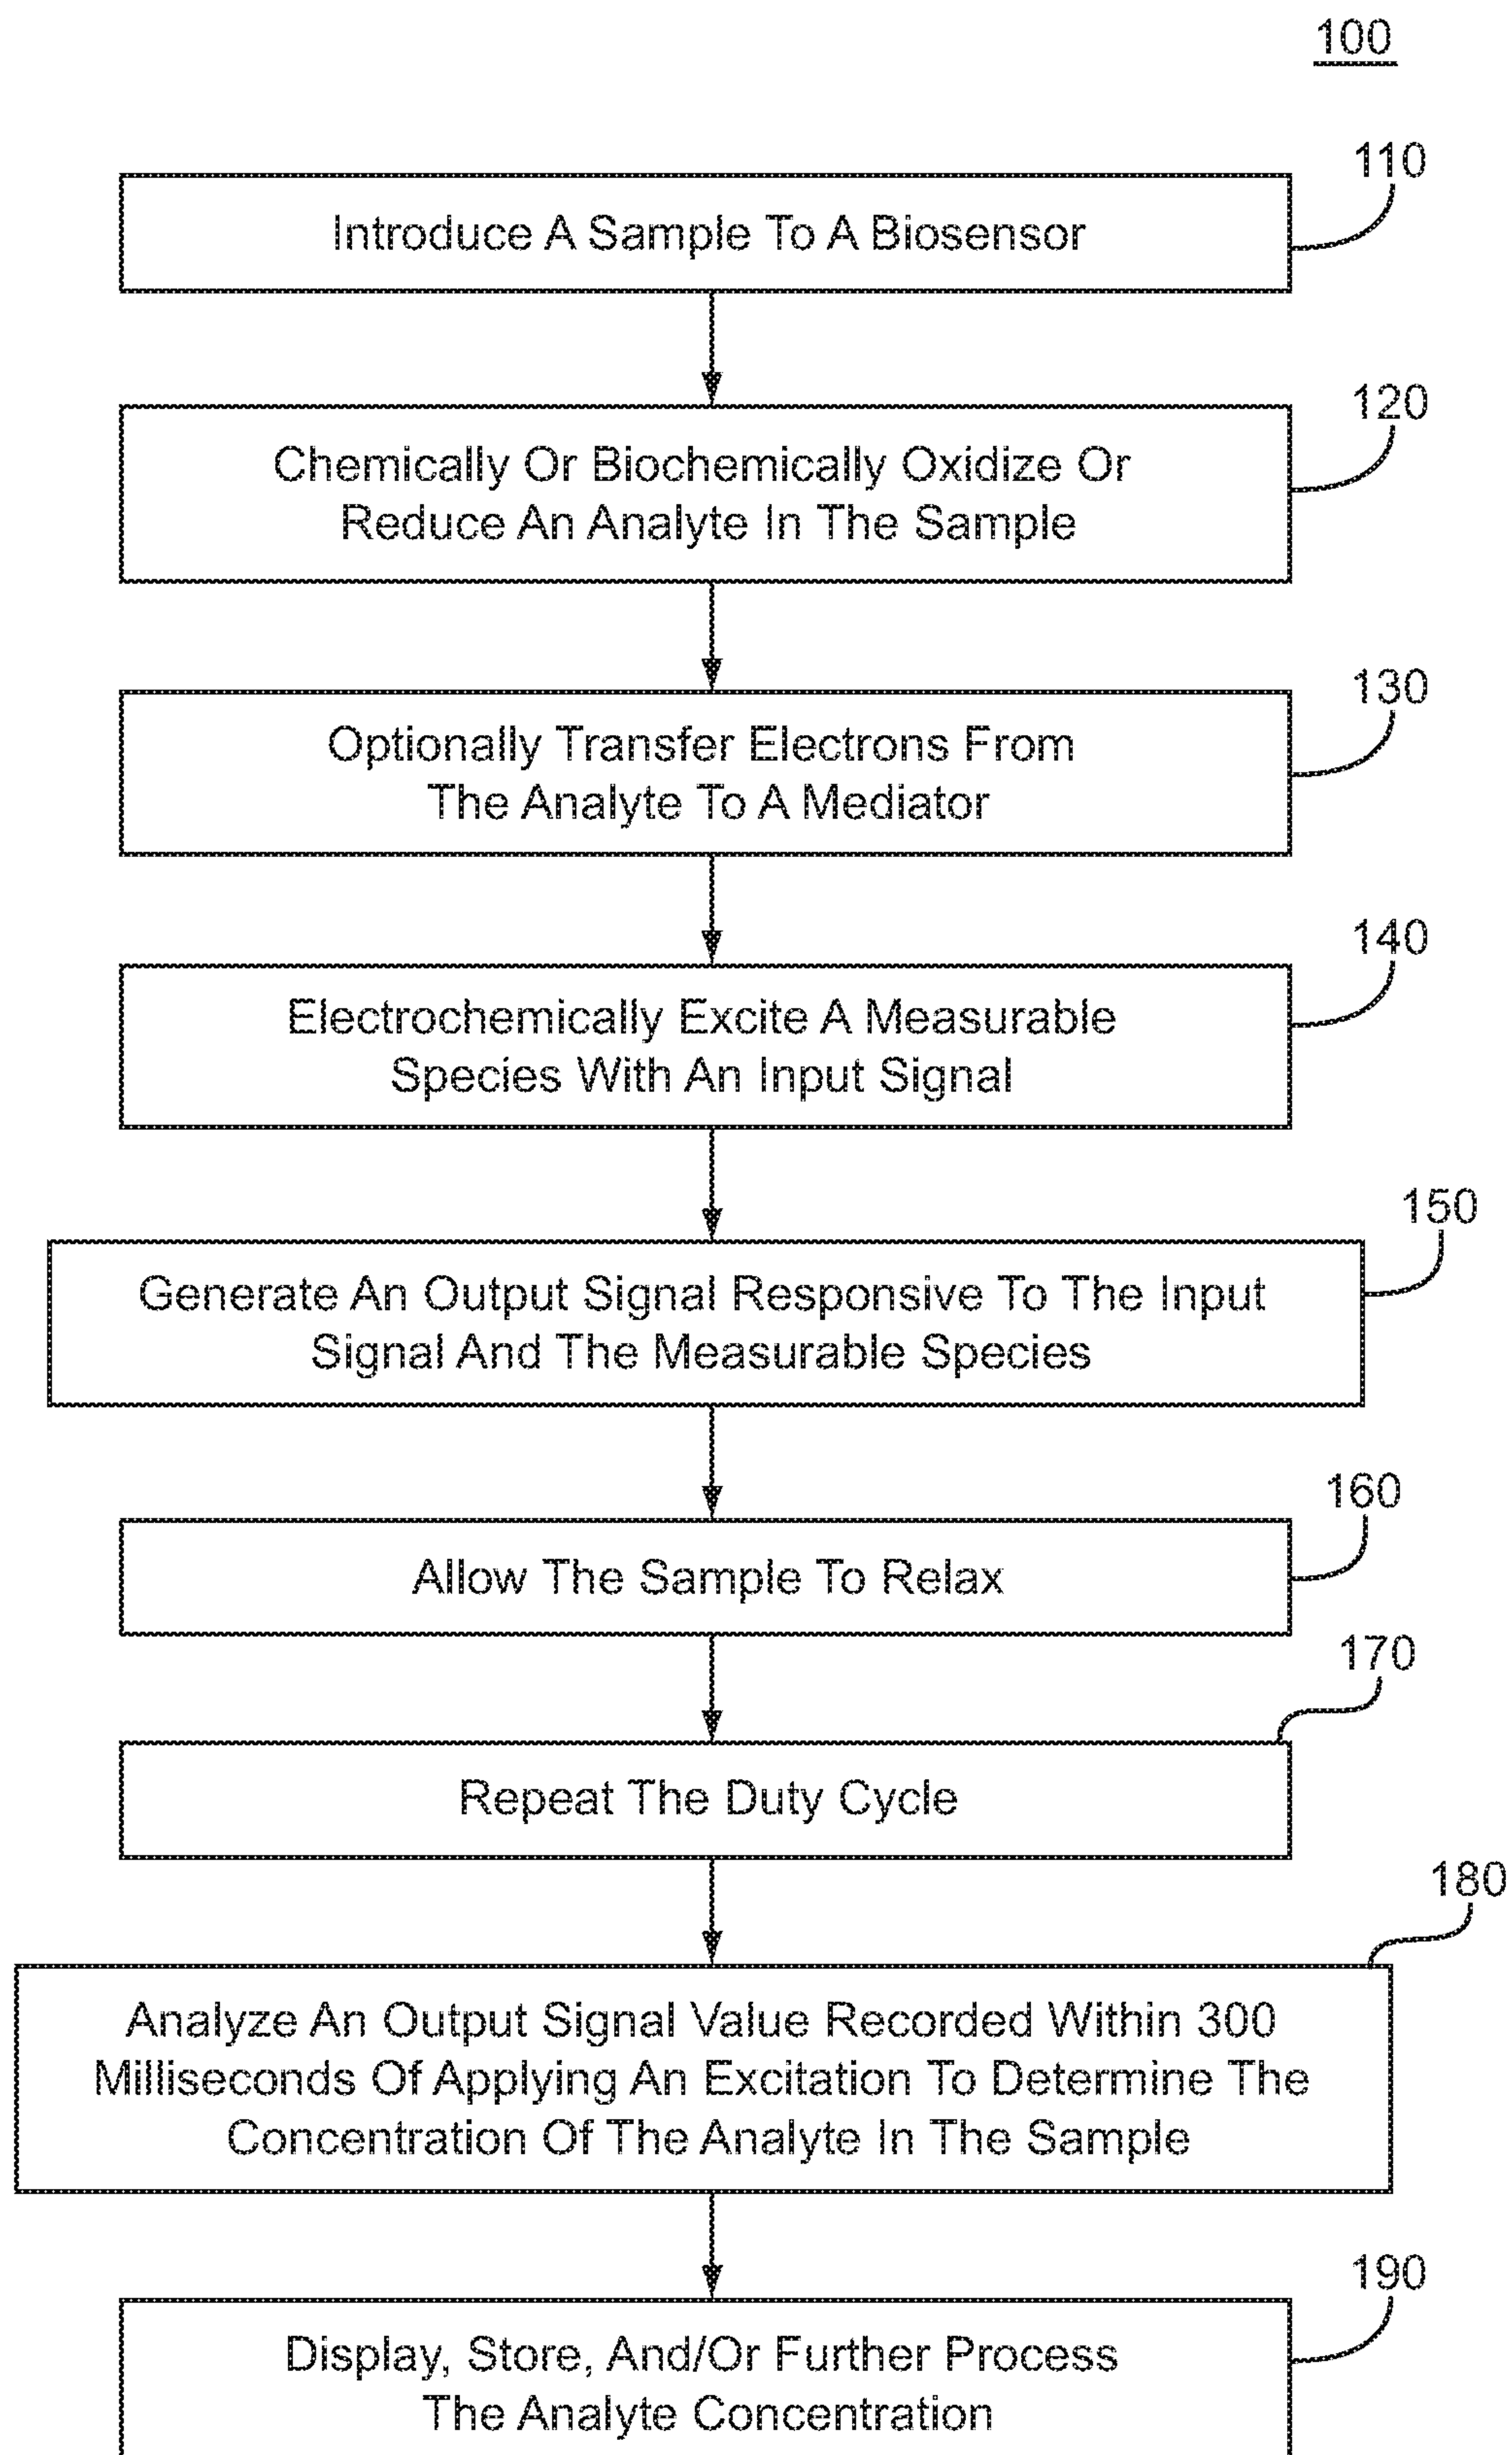 100
110
Introduce A Sample To A Biosensor
120
Chemically Or Biochemically Oxidize Or
Reduce An Analyte In The Sample
130
Optionally Transfer Electrons From
The Analyte To A Mediator
140
Electrochemically Excite A Measurable
Species With An Input Signal
150
Generate An Output Signal Responsive To The Input
Signal And The Measurable Species
160
Allow The Sample To Relax
170
Repeat The Duty Cycle
180
Analyze An Output Signal Value Recorded Within 300
Milliseconds Of Applying An Excitation To Determine The
Concentration Of The Analyte In The Sample
190
Display, Store, And/Or Further Process
The Analyte Concentration